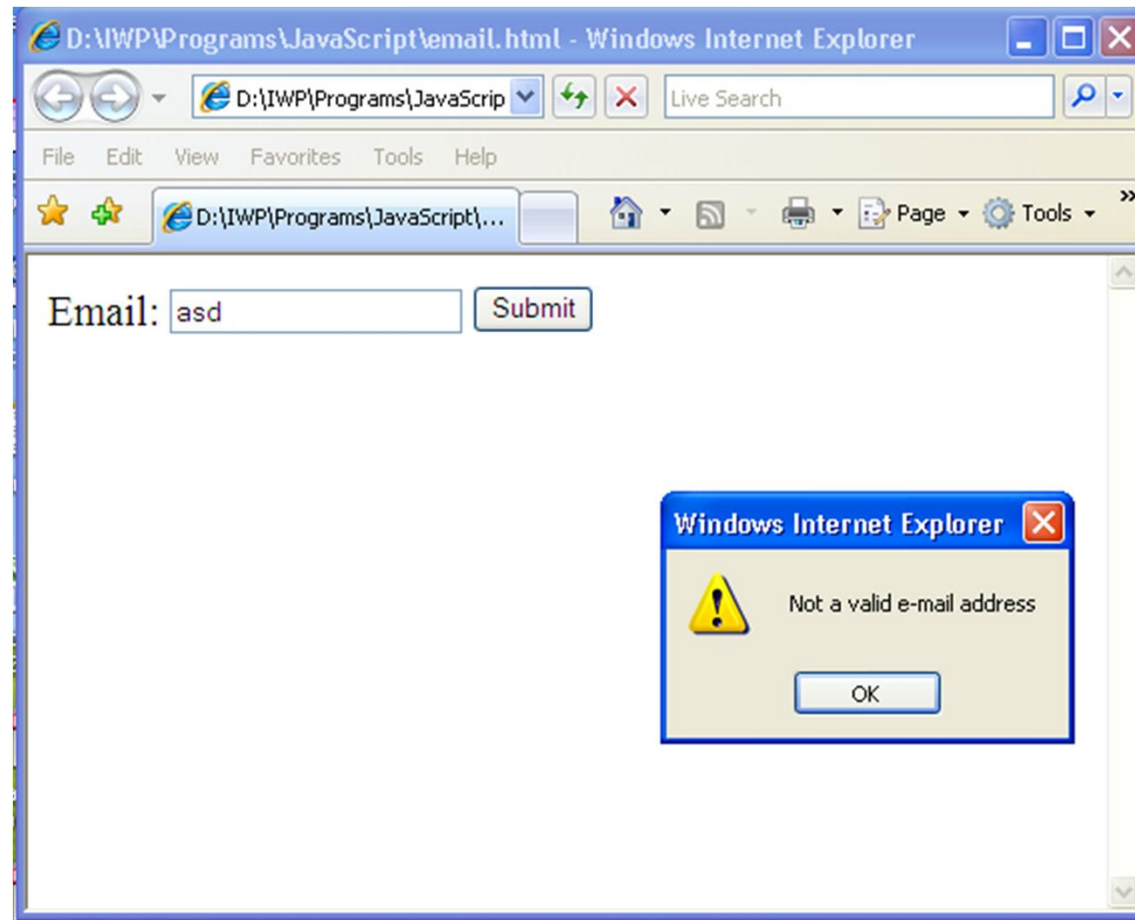 D:\IWP\Programs\JavaScript\email.html - Windows Internet Explorer
D:\IWP\Programs\JavaScrip
Live Search
File Edit View Favorites Tools Help
D:\IWP\Programs\JavaScript\...
Page
Tools
»
Email: asd Submit
Windows Internet Explorer
Not a valid e-mail address
OK